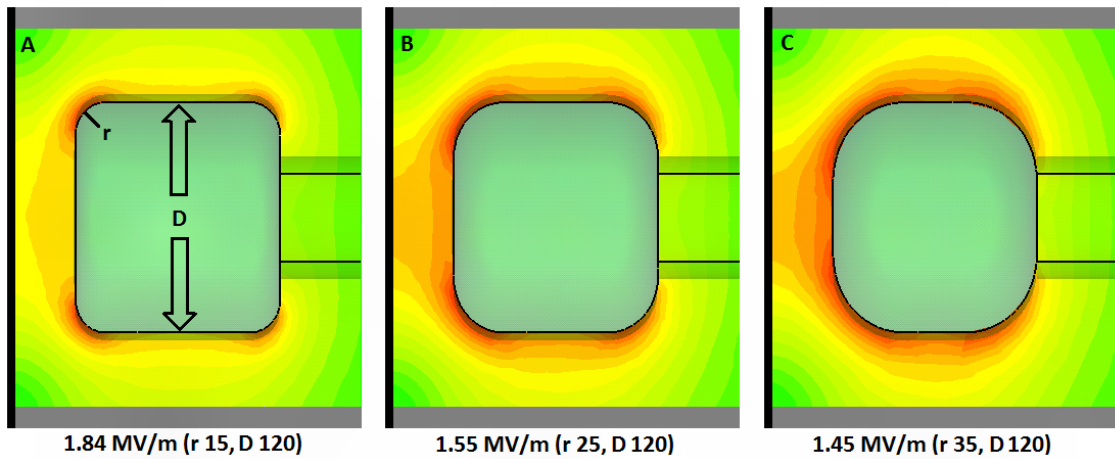 A
B
C
r
D
1.84 MV/m (r 15, D 120)
1.55 MV/m (r 25, D 120)
1.45 MV/m (r 35, D 120)